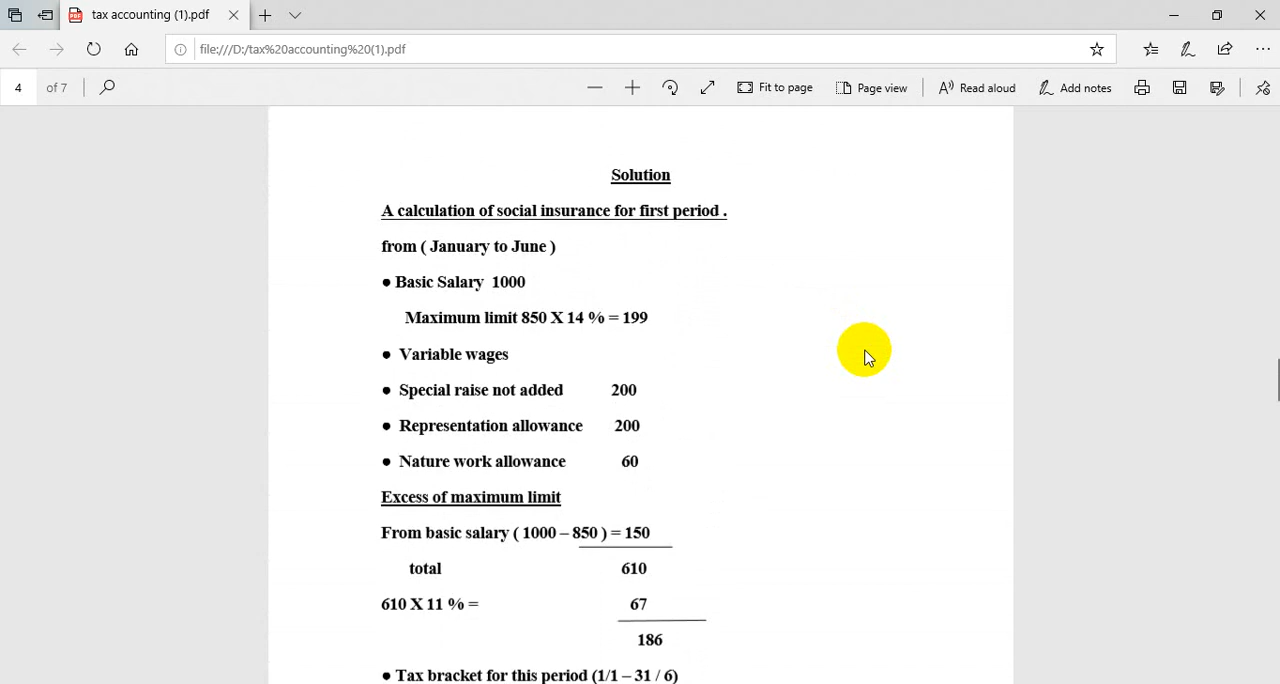 tax accounting (1).pdf
file:///D:/tax%20accounting%20(1).pdf
4 of 7 Fit to page Page view Read aloud Add notes
Solution
A calculation of social insurance for first period .
from ( January to June )
● Basic Salary 1000
Maximum limit 850 X 14 % = 199
● Variable wages
● Special raise not added 200
● Representation allowance 200
● Nature work allowance 60
Excess of maximum limit
From basic salary ( 1000 – 850 ) = 150
total 610
610 X 11 % = 67
186
● Tax bracket for this period (1/1 – 31 / 6)